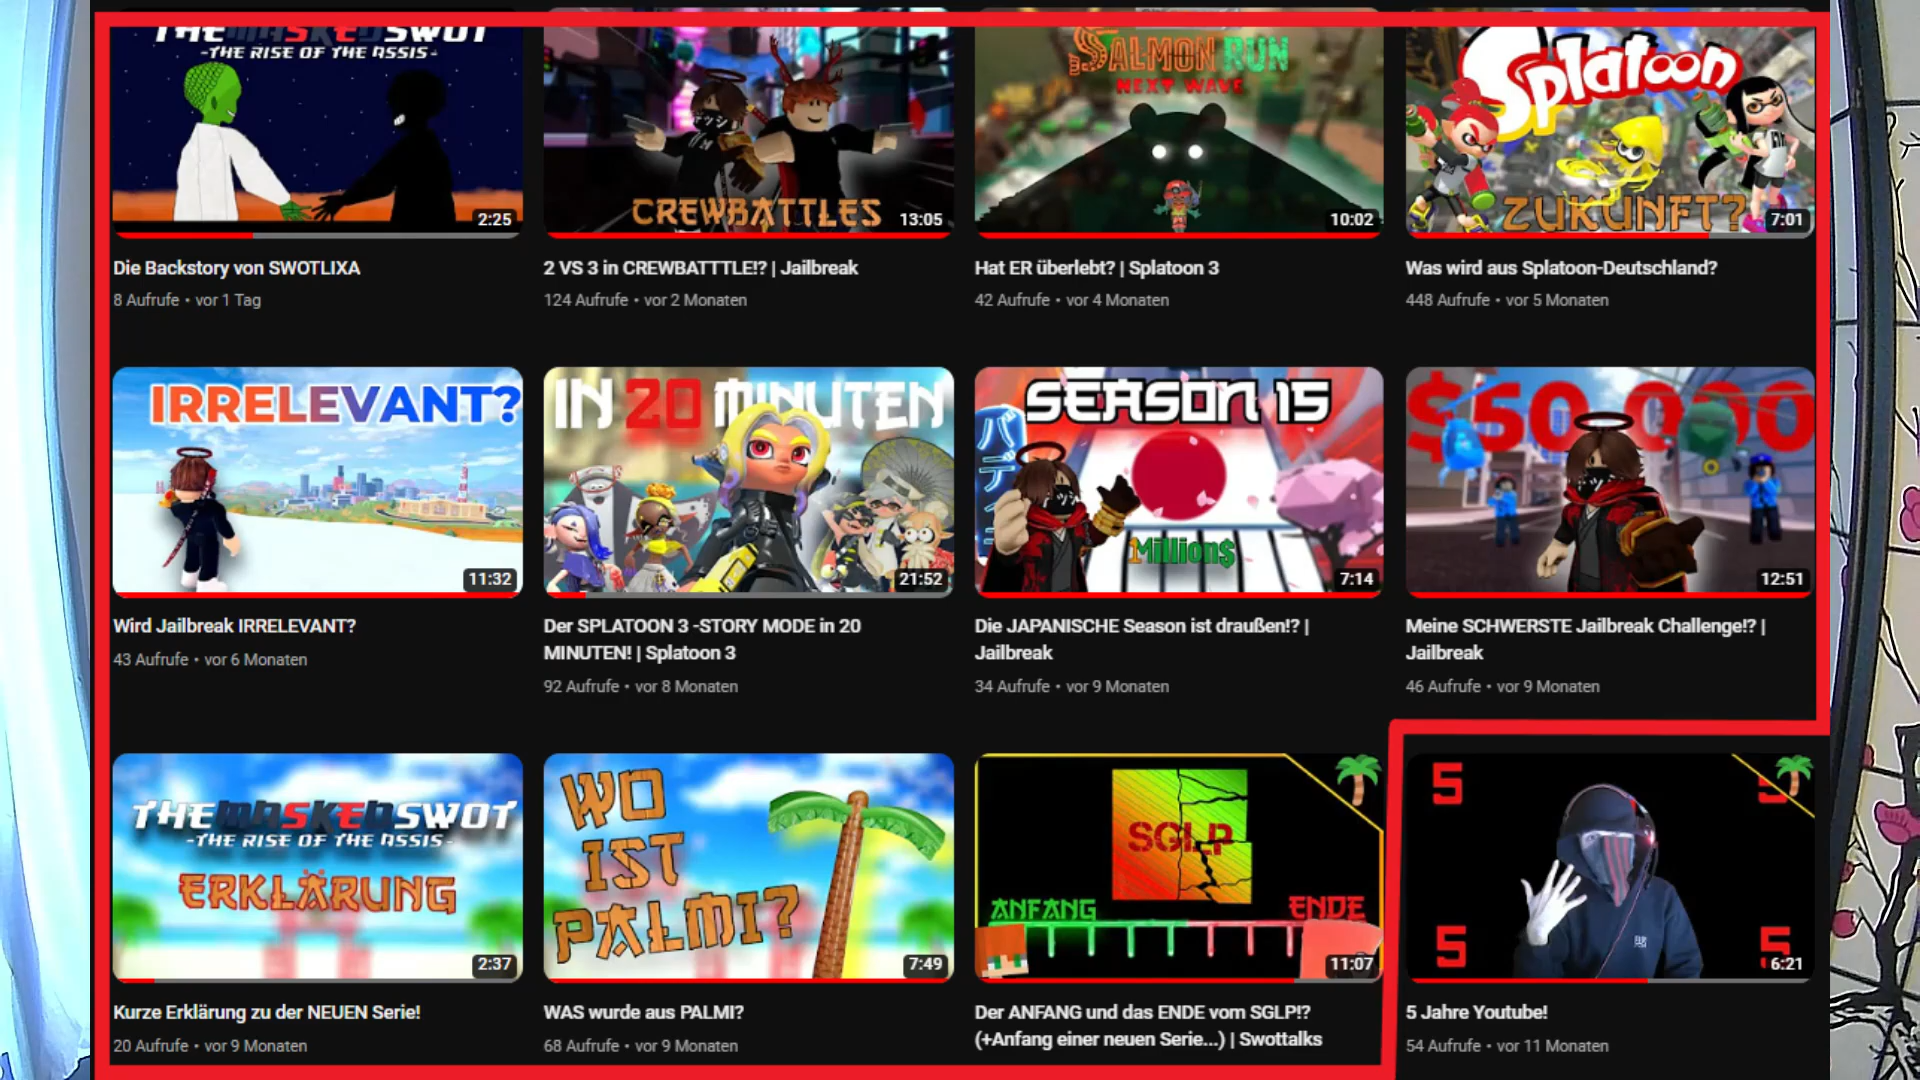 THE MASKED SWOT
-THE RISE OF THE ASSIS-
2:25
CREWBATTLES
13:05
SALMON RUN
NEXT WAVE
10:02
Splatoon
ZUKUNFT?
7:01
Die Backstory von SWOTLIXA
8 Aufrufe • vor 1 Tag
2 VS 3 in CREWBATTTLE!? | Jailbreak
124 Aufrufe • vor 2 Monaten
Hat ER überlebt? | Splatoon 3
42 Aufrufe • vor 4 Monaten
Was wird aus Splatoon-Deutschland?
448 Aufrufe • vor 5 Monaten
IRRELEVANT?
11:32
IN 20 MINUTEN
21:52
SEASON 15
Million$
7:14
$50.000
12:51
Wird Jailbreak IRRELEVANT?
43 Aufrufe • vor 6 Monaten
Der SPLATOON 3 -STORY MODE in 20
MINUTEN! | Splatoon 3
92 Aufrufe • vor 8 Monaten
Die JAPANISCHE Season ist draußen!? |
Jailbreak
34 Aufrufe • vor 9 Monaten
Meine SCHWERSTE Jailbreak Challenge!? |
Jailbreak
46 Aufrufe • vor 9 Monaten
THE MASKED SWOT
-THE RISE OF THE ASSIS-
ERKLÄRUNG
2:37
WO
IST
PALMI?
7:49
SGLP
ANFANG
ENDE
11:07
5 5
5 5
6:21
Kurze Erklärung zu der NEUEN Serie!
20 Aufrufe • vor 9 Monaten
WAS wurde aus PALMI?
68 Aufrufe • vor 9 Monaten
Der ANFANG und das ENDE vom SGLP!?
(+Anfang einer neuen Serie...) | Swottalks
5 Jahre Youtube!
54 Aufrufe • vor 11 Monaten